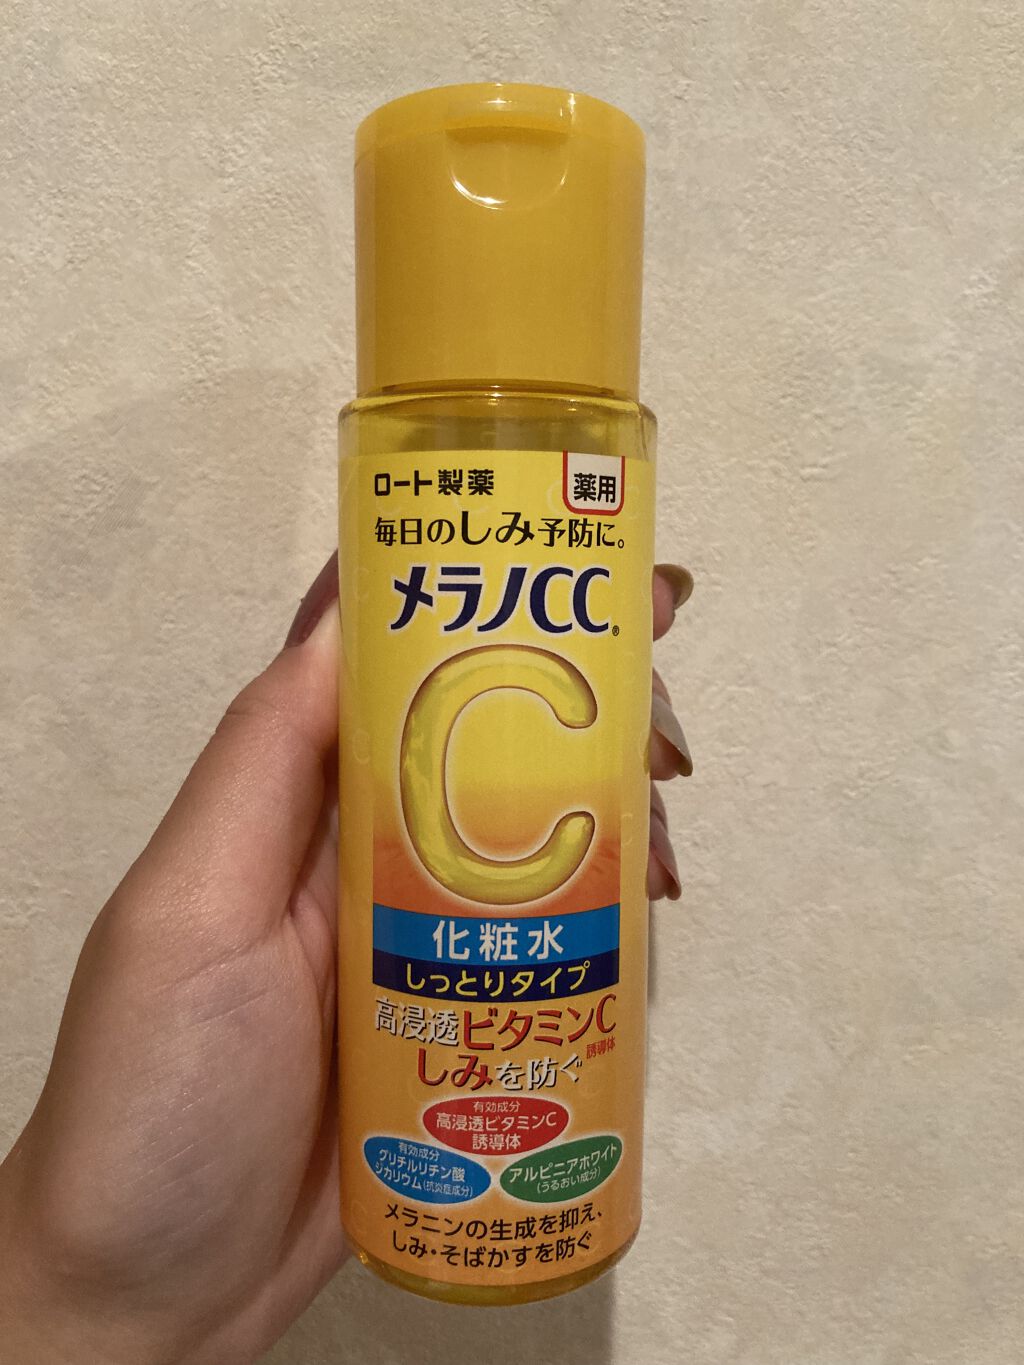 ロート製薬
薬用
毎日のしみ予防に。
メラノCC®
C
化粧水
しっとりタイプ
高浸透ビタミンC
誘導体
しみを防ぐ
有効成分
高浸透ビタミンC
誘導体
有効成分
グリチルリチン酸
ジカリウム(抗炎症成分)
アルピニアホワイト
(うるおい成分)
メラニンの生成を抑え、
しみ・そばかすを防ぐ